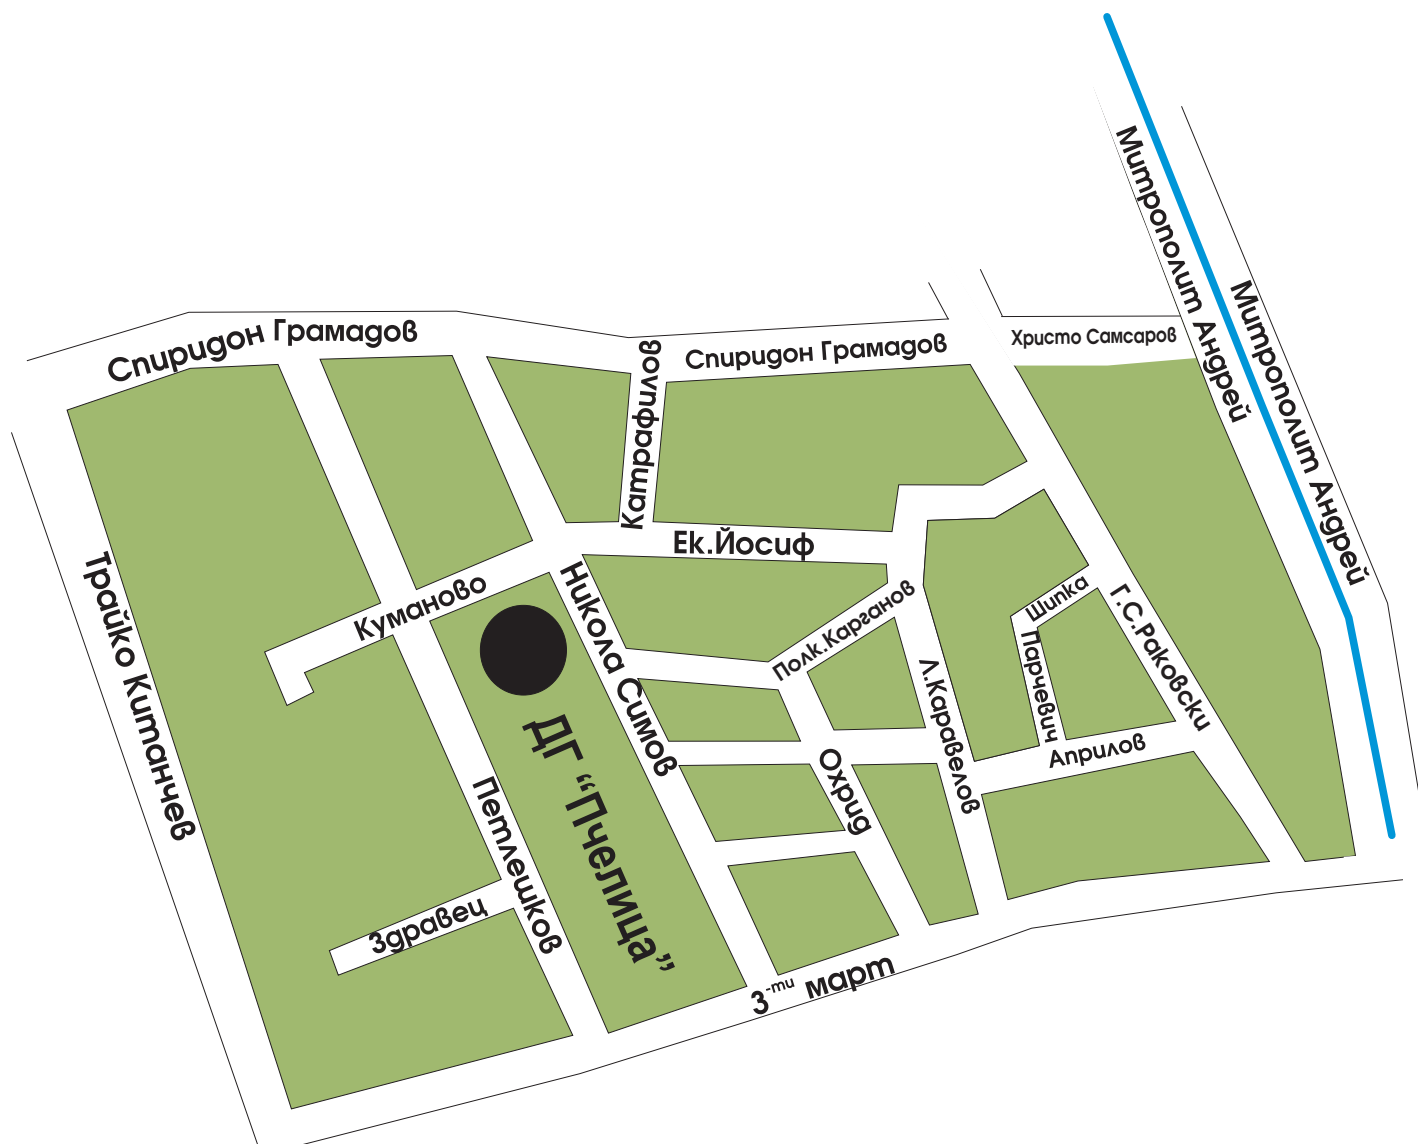 Митрополит Андрей
Митрополит Андрей
Спиридон Грамадов
Катрафилов
Спиридон Грамадов
Христо Самсаров
Ек.Йосиф
Куманово
Никола Симов
Полк.Карганов
Шипка
Парчевич
Г.С.Раковски
Л.Каравелов
Априлов
Трайко Китанчев
Петлешков
ДГ “Пчелица”
Охрид
Здравец
3-ти март